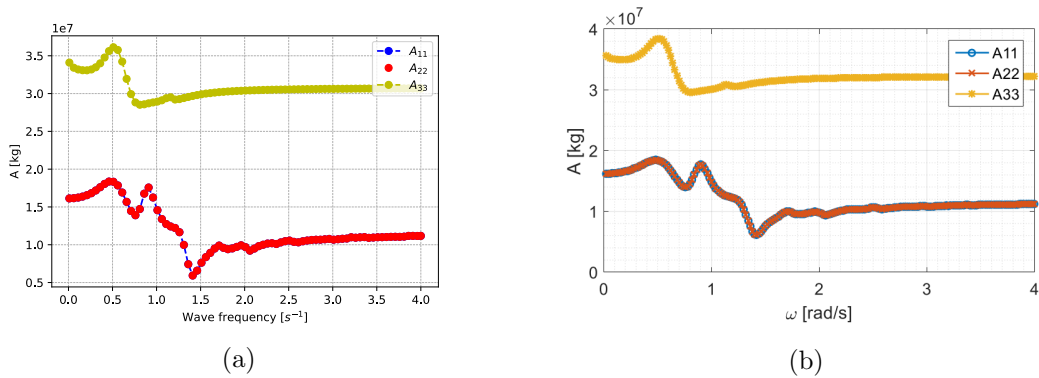 1e7
A₁₁
A₂₂
A₃₃
3.5
3.0
2.5
2.0
1.5
1.0
0.5
A [kg]
0.0 0.5 1.0 1.5 2.0 2.5 3.0 3.5 4.0
Wave frequency [s⁻¹]
(a)
×10⁷
A11
A22
A33
4
3
2
1
0
A [kg]
0 1 2 3 4
ω [rad/s]
(b)